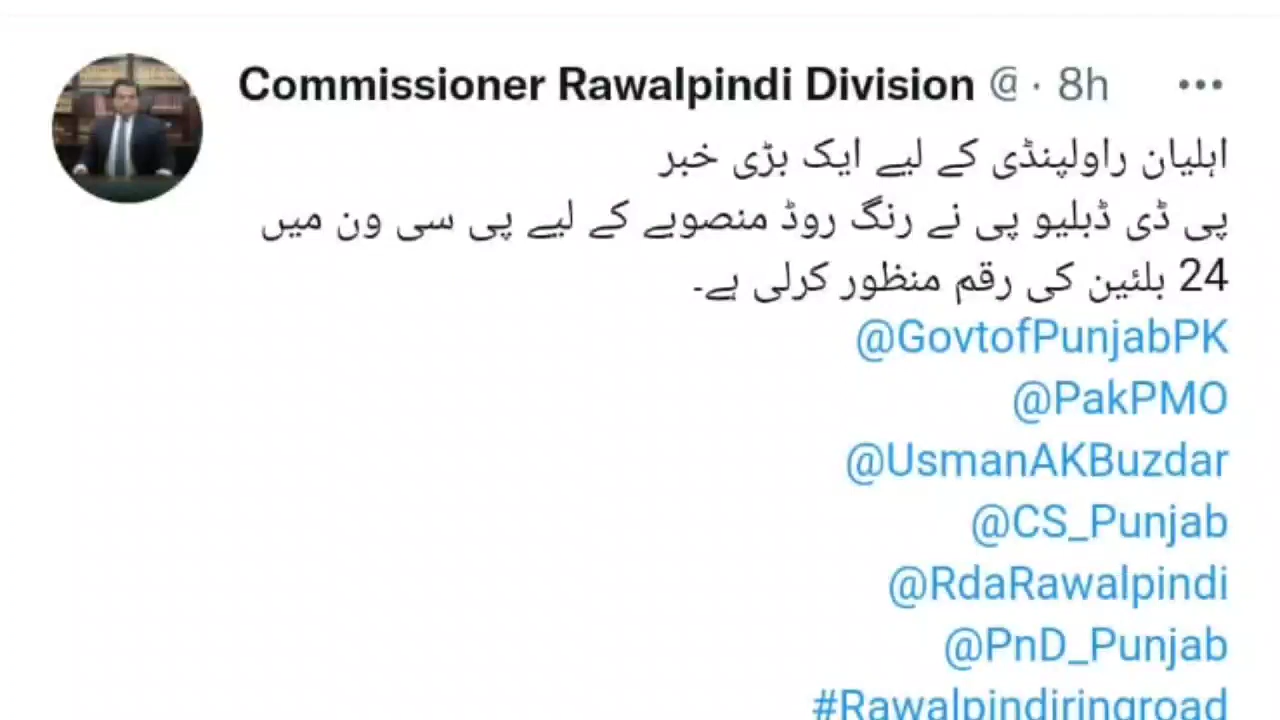 Commissioner Rawalpindi Division @ · 8h
اہلیان راولپنڈی کے لیے ایک بڑی خبر
پی ڈی ڈبلیو پی نے رنگ روڈ منصوبے کے لیے پی سی ون میں
24 بلئین کی رقم منظور کرلی ہے۔
@GovtofPunjabPK
@PakPMO
@UsmanAKBuzdar
@CS_Punjab
@RdaRawalpindi
@PnD_Punjab
#Rawalpindiringroad